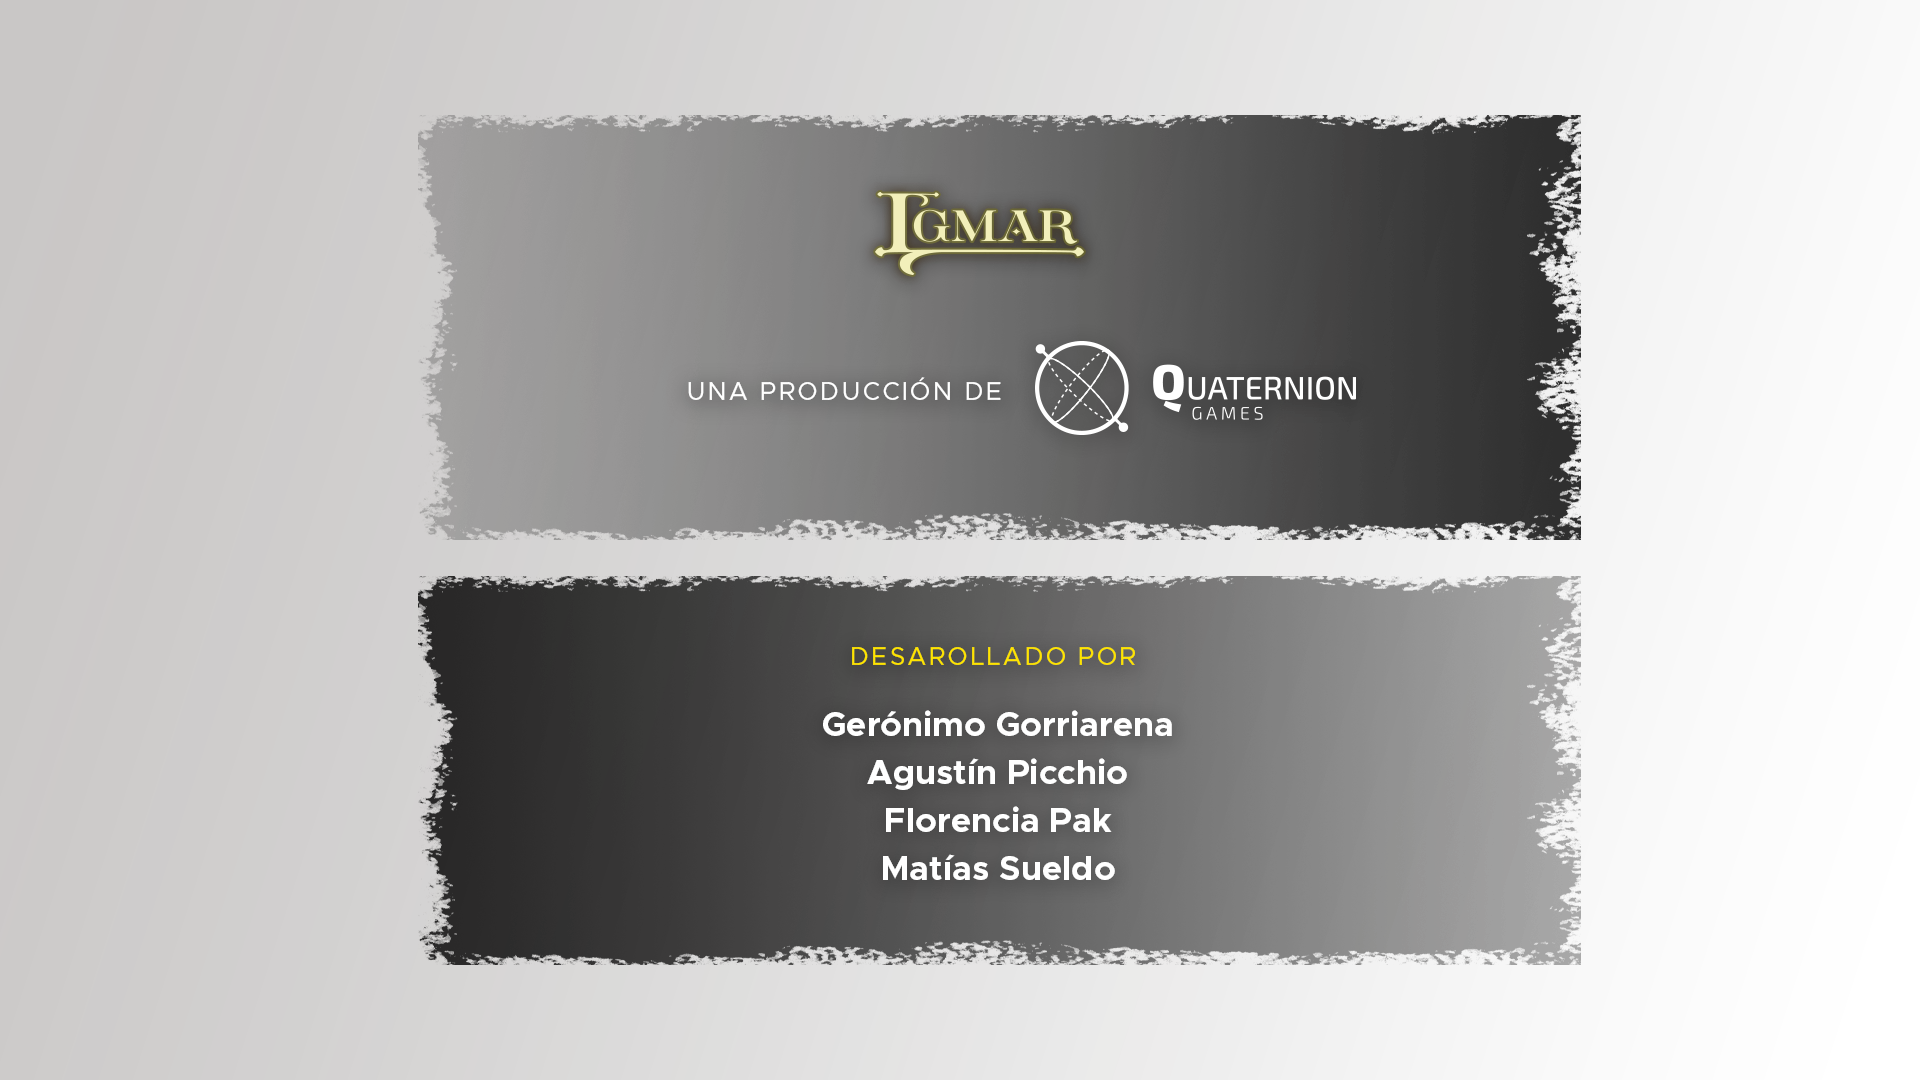 IGMAR
UNA PRODUCCIÓN DE
QUATERNION
GAMES
DESAROLLADO POR
Gerónimo Gorriarena
Agustín Picchio
Florencia Pak
Matías Sueldo